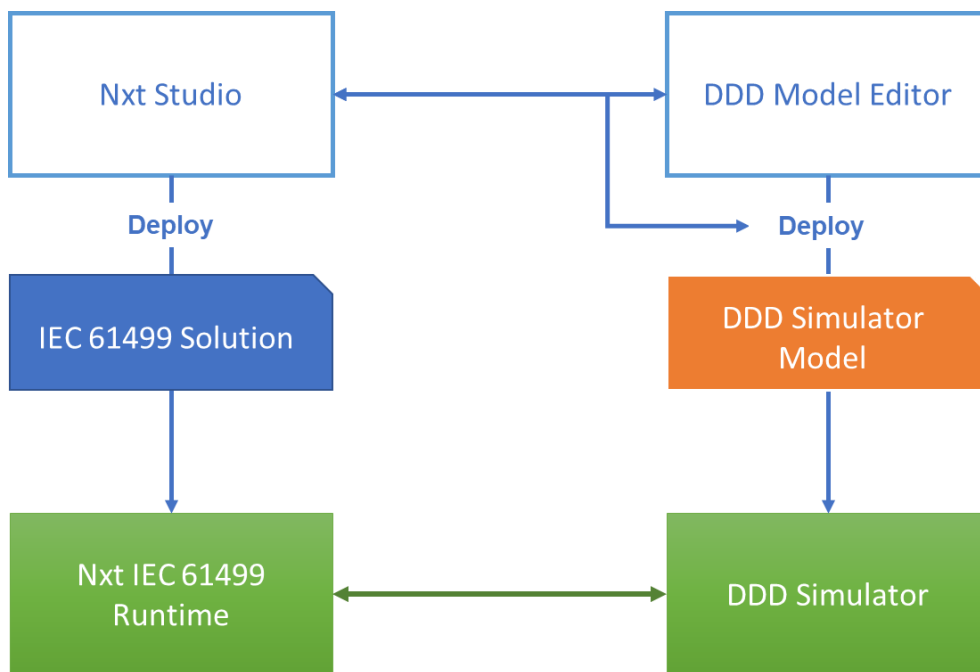 Nxt Studio
DDD Model Editor
Deploy
Deploy
IEC 61499 Solution
DDD Simulator
Model
Nxt IEC 61499
Runtime
DDD Simulator